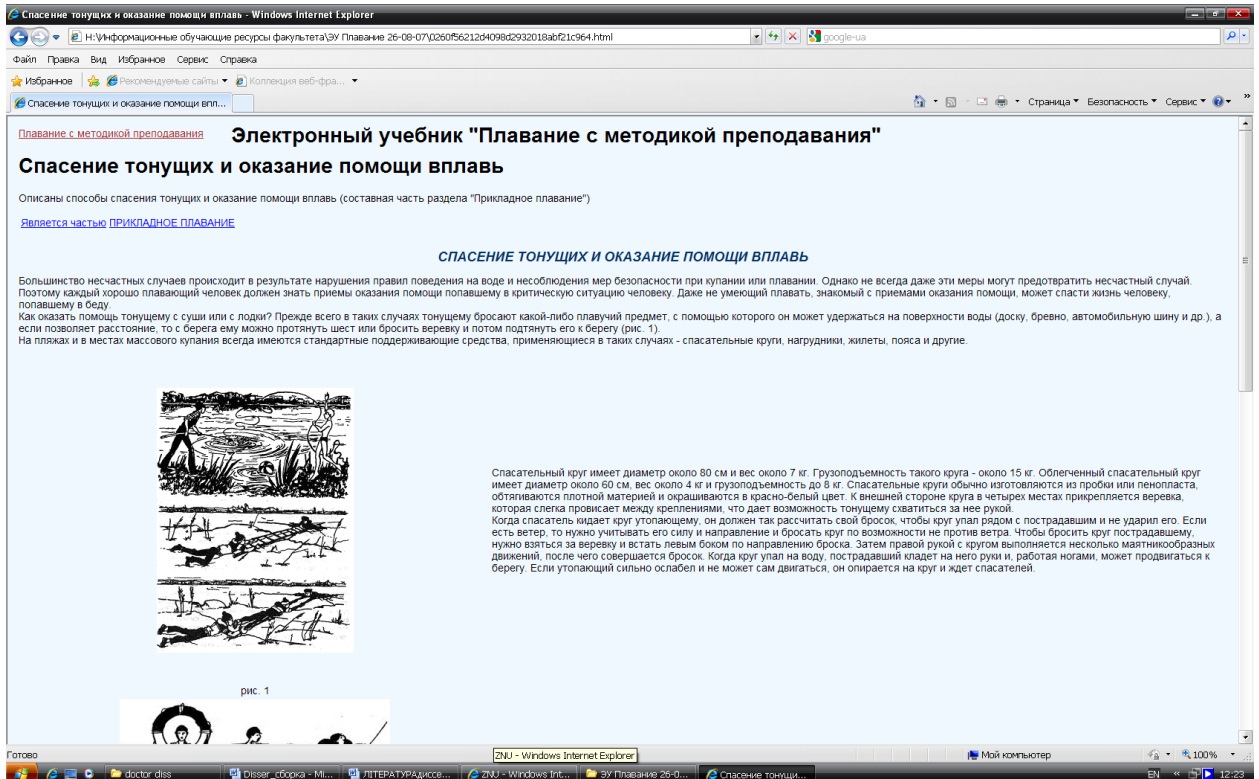 Спасение тонущих и оказание помощи вплавь - Windows Internet Explorer
H:\Информационные обучающие ресурсы факультета\ЭУ Плавание 26-08-07\0260f56212d4098d2932018abf21c964.html
google-ua
Файл Правка Вид Избранное Сервис Справка
Избранное Рекомендуемые сайты Коллекция веб-фра...
Спасение тонущих и оказание помощи впл...
Страница Безопасность Сервис »
Плавание с методикой преподавания Электронный учебник "Плавание с методикой преподавания"
Спасение тонущих и оказание помощи вплавь
Описаны способы спасения тонущих и оказание помощи вплавь (составная часть раздела "Прикладное плавание")
Является частью ПРИКЛАДНОЕ ПЛАВАНИЕ
СПАСЕНИЕ ТОНУЩИХ И ОКАЗАНИЕ ПОМОЩИ ВПЛАВЬ
Большинство несчастных случаев происходит в результате нарушения правил поведения на воде и несоблюдения мер безопасности при купании или плавании. Однако не всегда даже эти меры могут предотвратить несчастный случай.
Поэтому каждый хорошо плавающий человек должен знать приемы оказания помощи попавшему в критическую ситуацию человеку. Даже не умеющий плавать, знакомый с приемами оказания помощи, может спасти жизнь человеку,
попавшему в беду.
Как оказать помощь тонущему с суши или с лодки? Прежде всего в таких случаях тонущему бросают какой-либо плавучий предмет, с помощью которого он может удержаться на поверхности воды (доску, бревно, автомобильную шину и др.), а
если позволяет расстояние, то с берега ему можно протянуть шест или бросить веревку и потом подтянуть его к берегу (рис. 1).
На пляжах и в местах массового купания всегда имеются стандартные поддерживающие средства, применяющиеся в таких случаях - спасательные круги, нагрудники, жилеты, пояса и другие.
Спасательный круг имеет диаметр около 80 см и вес около 7 кг. Грузоподъемность такого круга - около 15 кг. Облегченный спасательный круг
имеет диаметр около 60 см, вес около 4 кг и грузоподъемность до 8 кг. Спасательные круги обычно изготовляются из пробки или пенопласта,
обтягиваются плотной материей и окрашиваются в красно-белый цвет. К внешней стороне круга в четырех местах прикрепляется веревка,
которая слегка провисает между креплениями, что дает возможность тонущему схватиться за нее рукой.
Когда спасатель кидает круг утопающему, он должен так рассчитать свой бросок, чтобы круг упал рядом с пострадавшим и не ударил его. Если
есть ветер, то нужно учитывать его силу и направление и бросать круг по возможности не против ветра. Чтобы бросить круг пострадавшему,
нужно взяться за веревку и встать левым боком по направлению броска. Затем правой рукой с кругом выполняется несколько маятникообразных
движений, после чего совершается бросок. Когда круг упал на воду, пострадавший кладет на него руки и, работая ногами, может продвигаться к
берегу. Если утопающий сильно ослабел и не может сам двигаться, он опирается на круг и ждет спасателей.
рис. 1
Готово ZNU - Windows Internet Explorer Мой компьютер 100%
doctor diss Disser_сборка - Mi... ЛІТЕРАТУРАдиссе... ZNU - Windows Int... ЭУ Плавание 26-0... Спасение тонущи... EN « 12:23